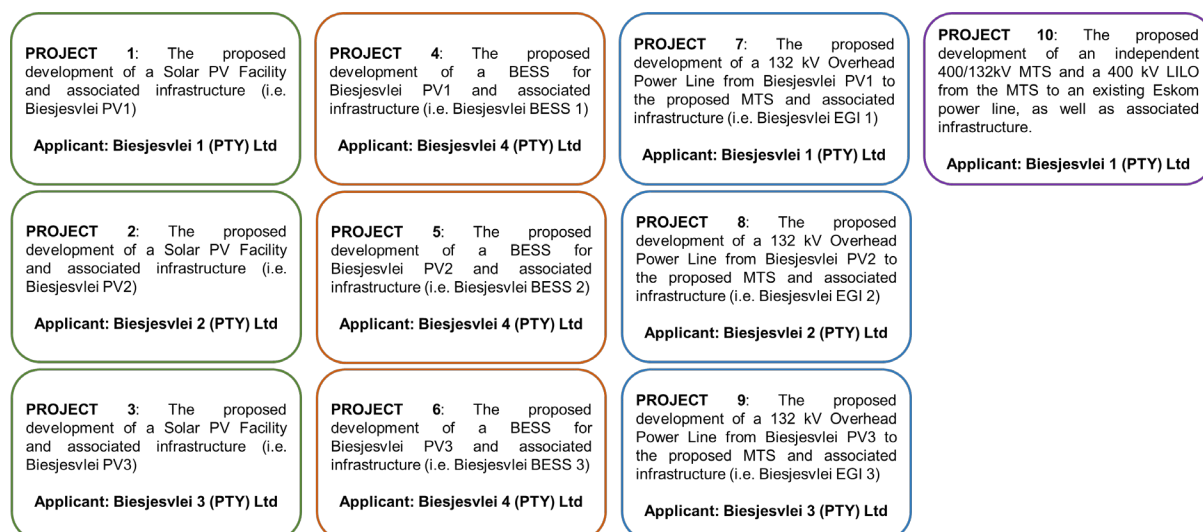 PROJECT 1: The proposed
development of a Solar PV Facility
and associated infrastructure (i.e.
Biesjesvlei PV1)
Applicant: Biesjesvlei 1 (PTY) Ltd
PROJECT 4: The proposed
development of a BESS for
Biesjesvlei PV1 and associated
infrastructure (i.e. Biesjesvlei BESS 1)
Applicant: Biesjesvlei 4 (PTY) Ltd
PROJECT 7: The proposed
development of a 132 kV Overhead
Power Line from Biesjesvlei PV1 to
the proposed MTS and associated
infrastructure (i.e. Biesjesvlei EGI 1)
Applicant: Biesjesvlei 1 (PTY) Ltd
PROJECT 10: The proposed
development of an independent
400/132kV MTS and a 400 kV LILO
from the MTS to an existing Eskom
power line, as well as associated
infrastructure.
Applicant: Biesjesvlei 1 (PTY) Ltd
PROJECT 2: The proposed
development of a Solar PV Facility
and associated infrastructure (i.e.
Biesjesvlei PV2)
Applicant: Biesjesvlei 2 (PTY) Ltd
PROJECT 5: The proposed
development of a BESS for
Biesjesvlei PV2 and associated
infrastructure (i.e. Biesjesvlei BESS 2)
Applicant: Biesjesvlei 4 (PTY) Ltd
PROJECT 8: The proposed
development of a 132 kV Overhead
Power Line from Biesjesvlei PV2 to
the proposed MTS and associated
infrastructure (i.e. Biesjesvlei EGI 2)
Applicant: Biesjesvlei 2 (PTY) Ltd
PROJECT 3: The proposed
development of a Solar PV Facility
and associated infrastructure (i.e.
Biesjesvlei PV3)
Applicant: Biesjesvlei 3 (PTY) Ltd
PROJECT 6: The proposed
development of a BESS for
Biesjesvlei PV3 and associated
infrastructure (i.e. Biesjesvlei BESS 3)
Applicant: Biesjesvlei 4 (PTY) Ltd
PROJECT 9: The proposed
development of a 132 kV Overhead
Power Line from Biesjesvlei PV3 to
the proposed MTS and associated
infrastructure (i.e. Biesjesvlei EGI 3)
Applicant: Biesjesvlei 3 (PTY) Ltd